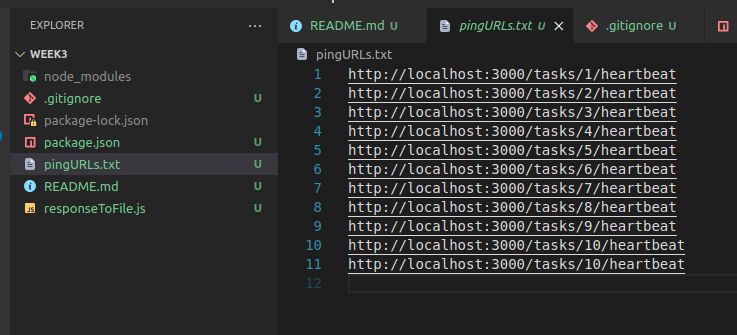 EXPLORER
WEEK3
node_modules
.gitignore U
package-lock.json
package.json U
pingURLs.txt U
README.md U
responseToFile.js U
README.md U pingURLs.txt U .gitignore U
pingURLs.txt
1 http://localhost:3000/tasks/1/heartbeat
2 http://localhost:3000/tasks/2/heartbeat
3 http://localhost:3000/tasks/3/heartbeat
4 http://localhost:3000/tasks/4/heartbeat
5 http://localhost:3000/tasks/5/heartbeat
6 http://localhost:3000/tasks/6/heartbeat
7 http://localhost:3000/tasks/7/heartbeat
8 http://localhost:3000/tasks/8/heartbeat
9 http://localhost:3000/tasks/9/heartbeat
10 http://localhost:3000/tasks/10/heartbeat
11 http://localhost:3000/tasks/10/heartbeat
12